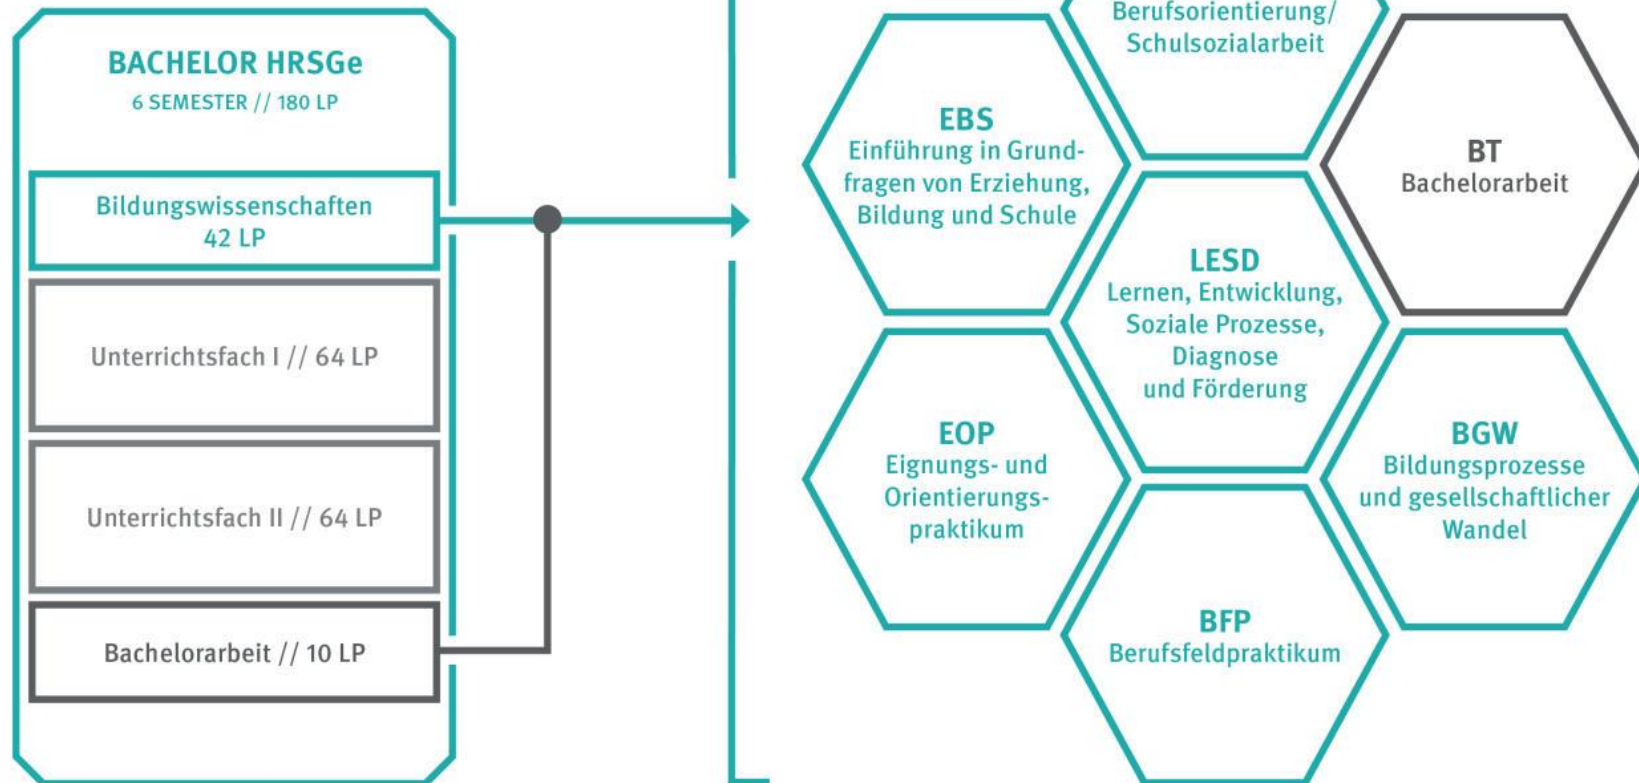 BACHELOR HRSGe
6 SEMESTER // 180 LP
Bildungswissenschaften
42 LP
Unterrichtsfach I // 64 LP
Unterrichtsfach II // 64 LP
Bachelorarbeit // 10 LP
Berufsorientierung/
Schulsozialarbeit
EBS
Einführung in Grund-
fragen von Erziehung,
Bildung und Schule
BT
Bachelorarbeit
LESD
Lernen, Entwicklung,
Soziale Prozesse,
Diagnose
und Förderung
EOP
Eignungs- und
Orientierungs-
praktikum
BGW
Bildungsprozesse
und gesellschaftlicher
Wandel
BFP
Berufsfeldpraktikum